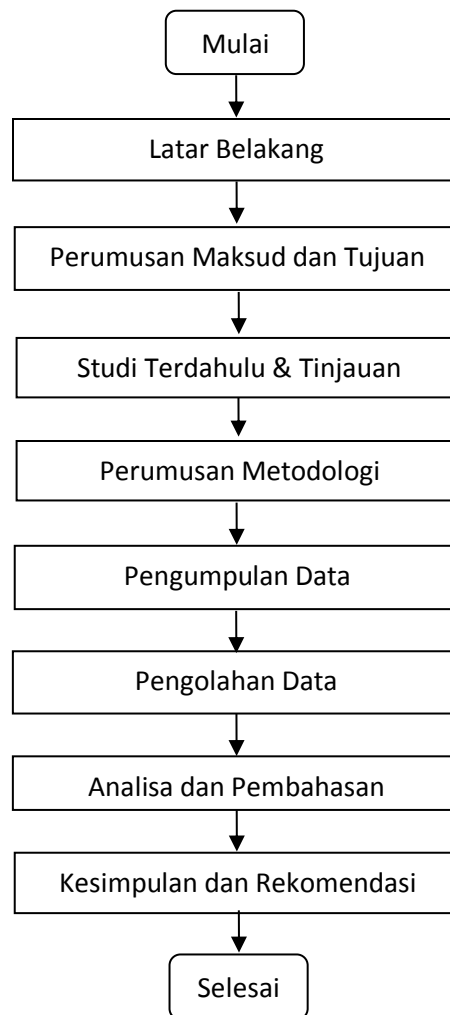 Mulai
Latar Belakang
Perumusan Maksud dan Tujuan
Studi Terdahulu & Tinjauan
Perumusan Metodologi
Pengumpulan Data
Pengolahan Data
Analisa dan Pembahasan
Kesimpulan dan Rekomendasi
Selesai